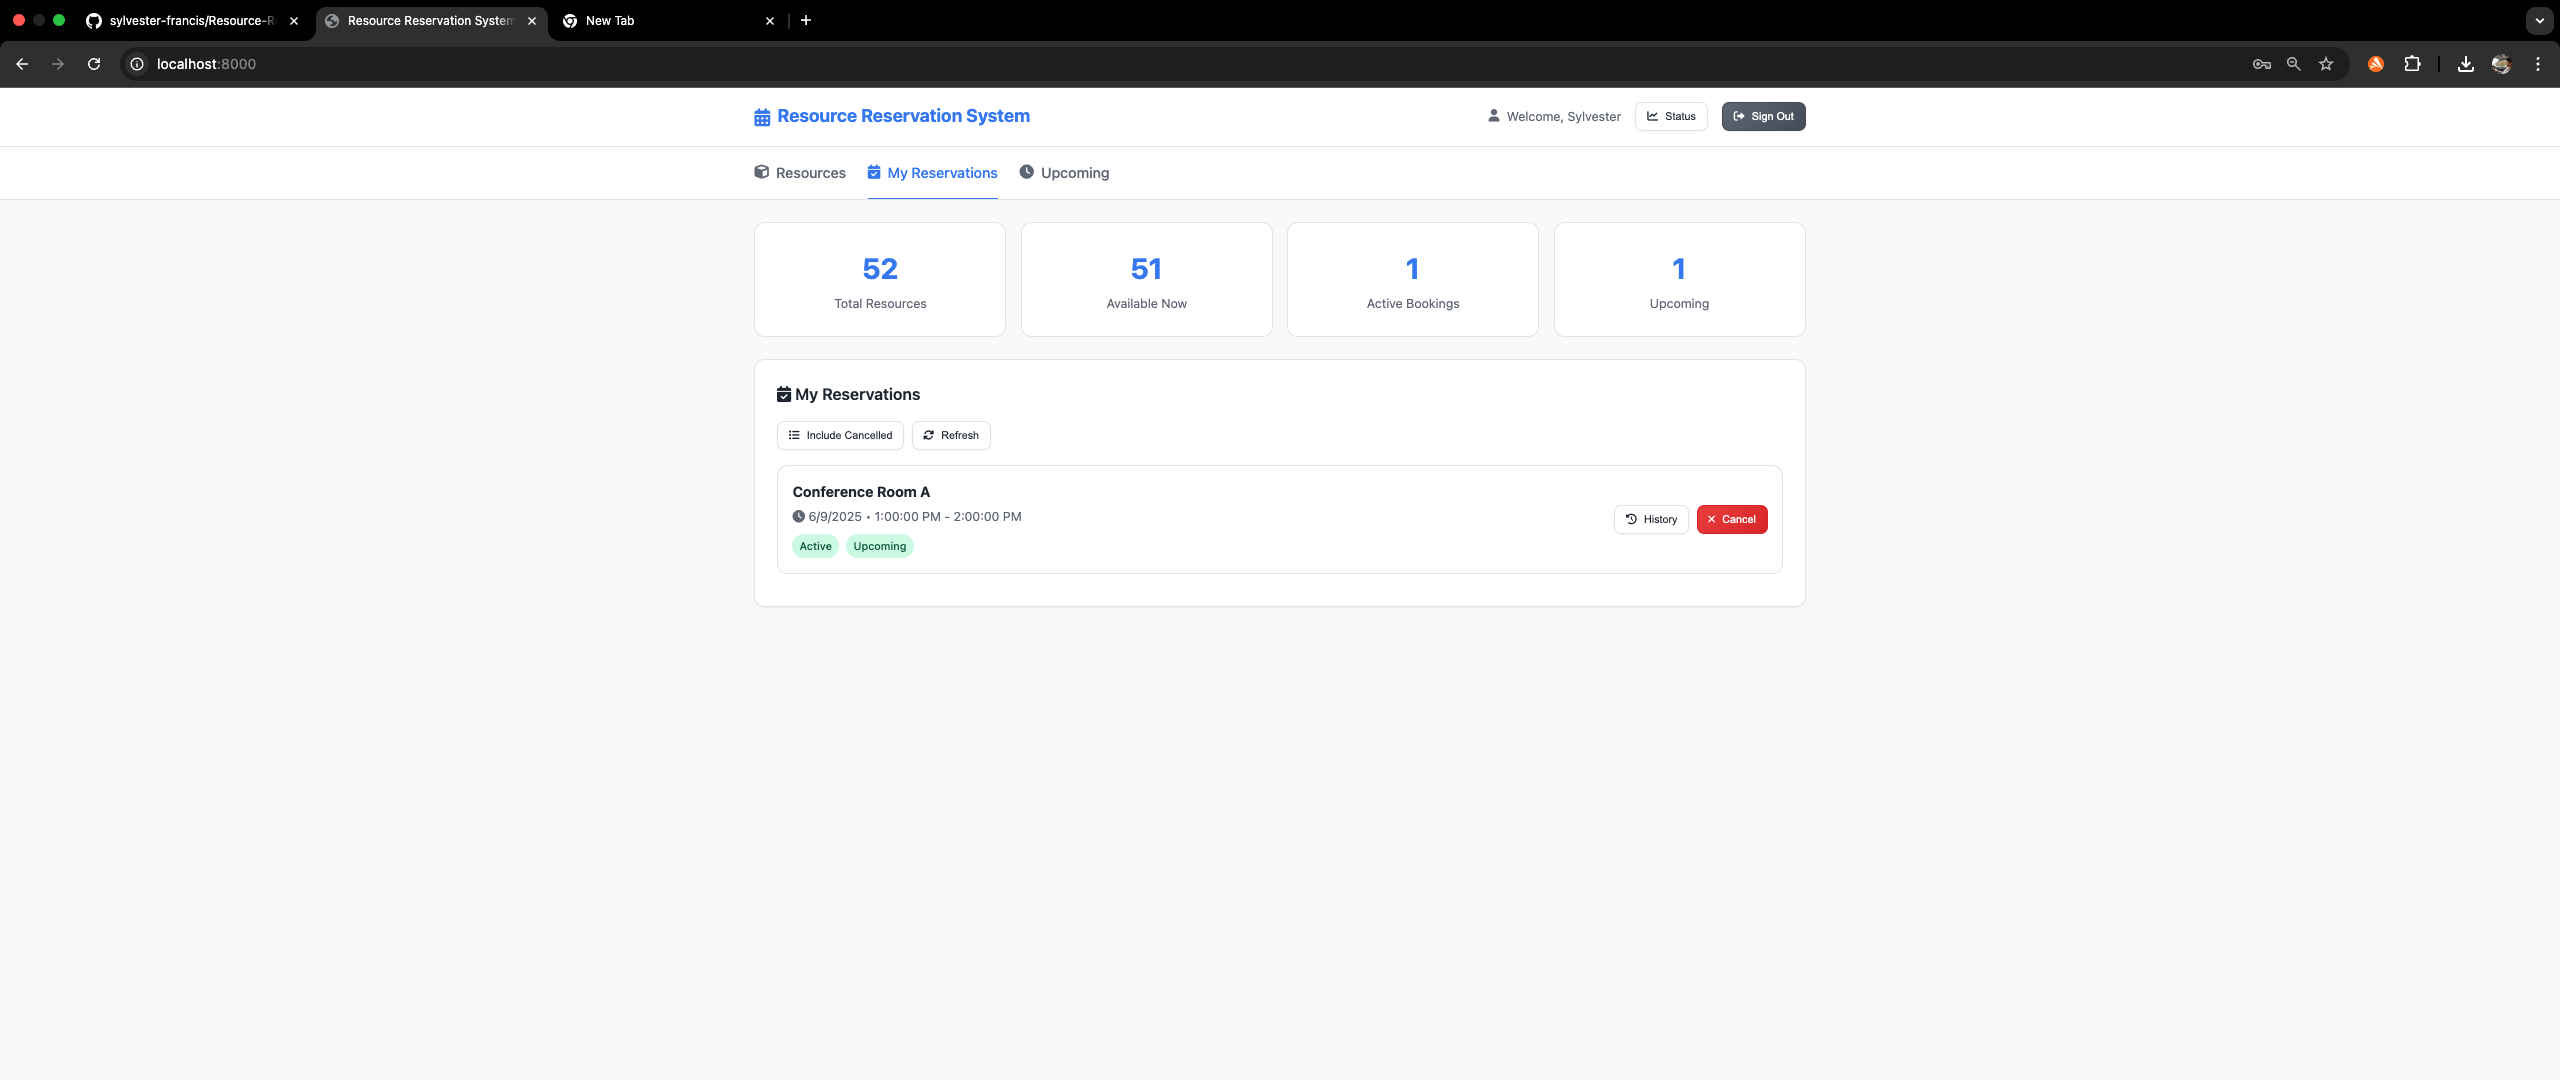 sylvester-francis/Resource-R
Resource Reservation System
New Tab
localhost:8000
Resource Reservation System
Welcome, Sylvester
Status
Sign Out
Resources
My Reservations
Upcoming
52
Total Resources
51
Available Now
1
Active Bookings
1
Upcoming
My Reservations
Include Cancelled
Refresh
Conference Room A
6/9/2025 • 1:00:00 PM - 2:00:00 PM
Active
Upcoming
History
Cancel